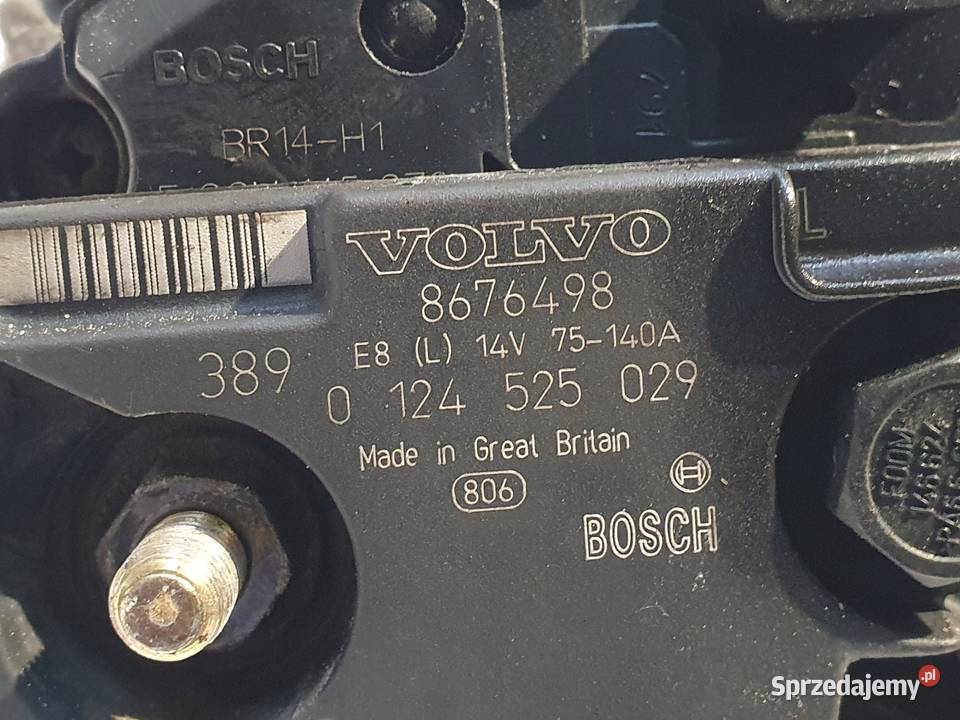 BOSCH
BR14-H1
VOLVO
8676498
E8 (L) 14V 75-140A
389
0 124 525 029
Made in Great Britain
806
BOSCH
L
146624
Sprzedajemy.pl